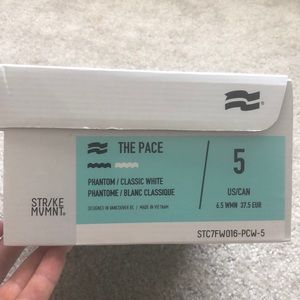 THE PACE
PHANTOM / CLASSIC WHITE
PHANTOME / BLANC CLASSIQUE
DESIGNED IN VANCOUVER BC / MADE IN VIETNAM
/ 5
US/CAN
6.5 WMN 37.5 EUR
STR/KE
MVMNT®
STC7FW016-PCW-5